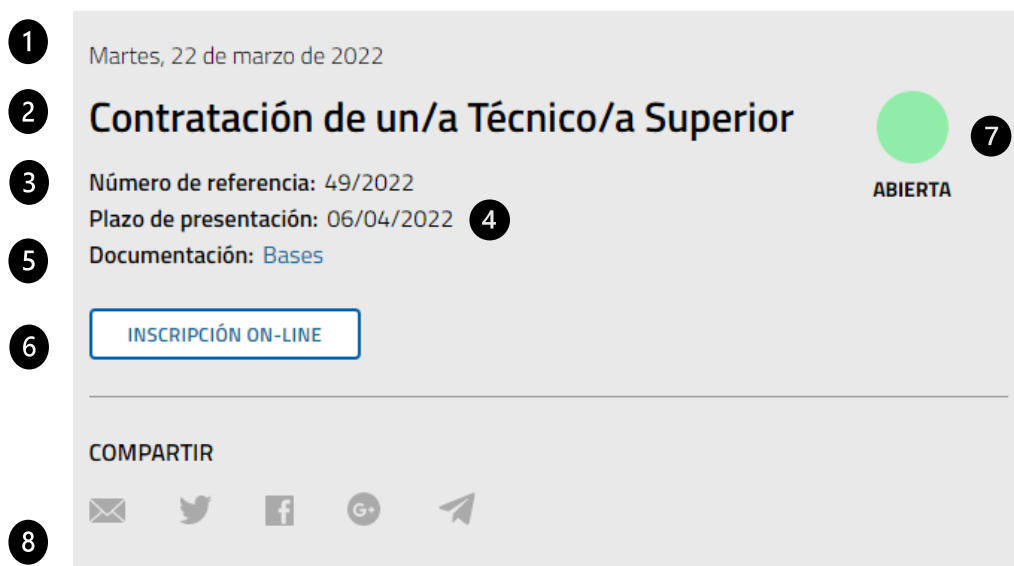 1 Martes, 22 de marzo de 2022
2 Contratación de un/a Técnico/a Superior
7
3 Número de referencia: 49/2022
ABIERTA
Plazo de presentación: 06/04/2022 4
5 Documentación: Bases
6 INSCRIPCIÓN ON-LINE
COMPARTIR
G+
8